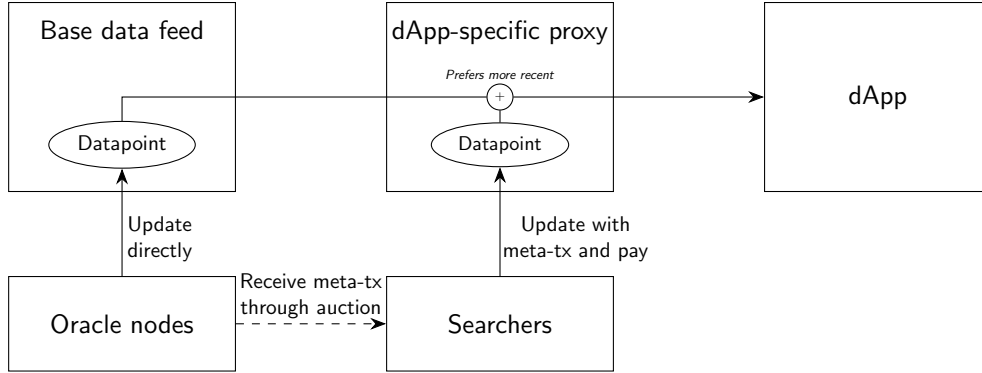 Base data feed
dApp-specific proxy
Prefers more recent
+
dApp
Datapoint
Datapoint
Update
directly
Update with
meta-tx and pay
Receive meta-tx
through auction
Oracle nodes
Searchers